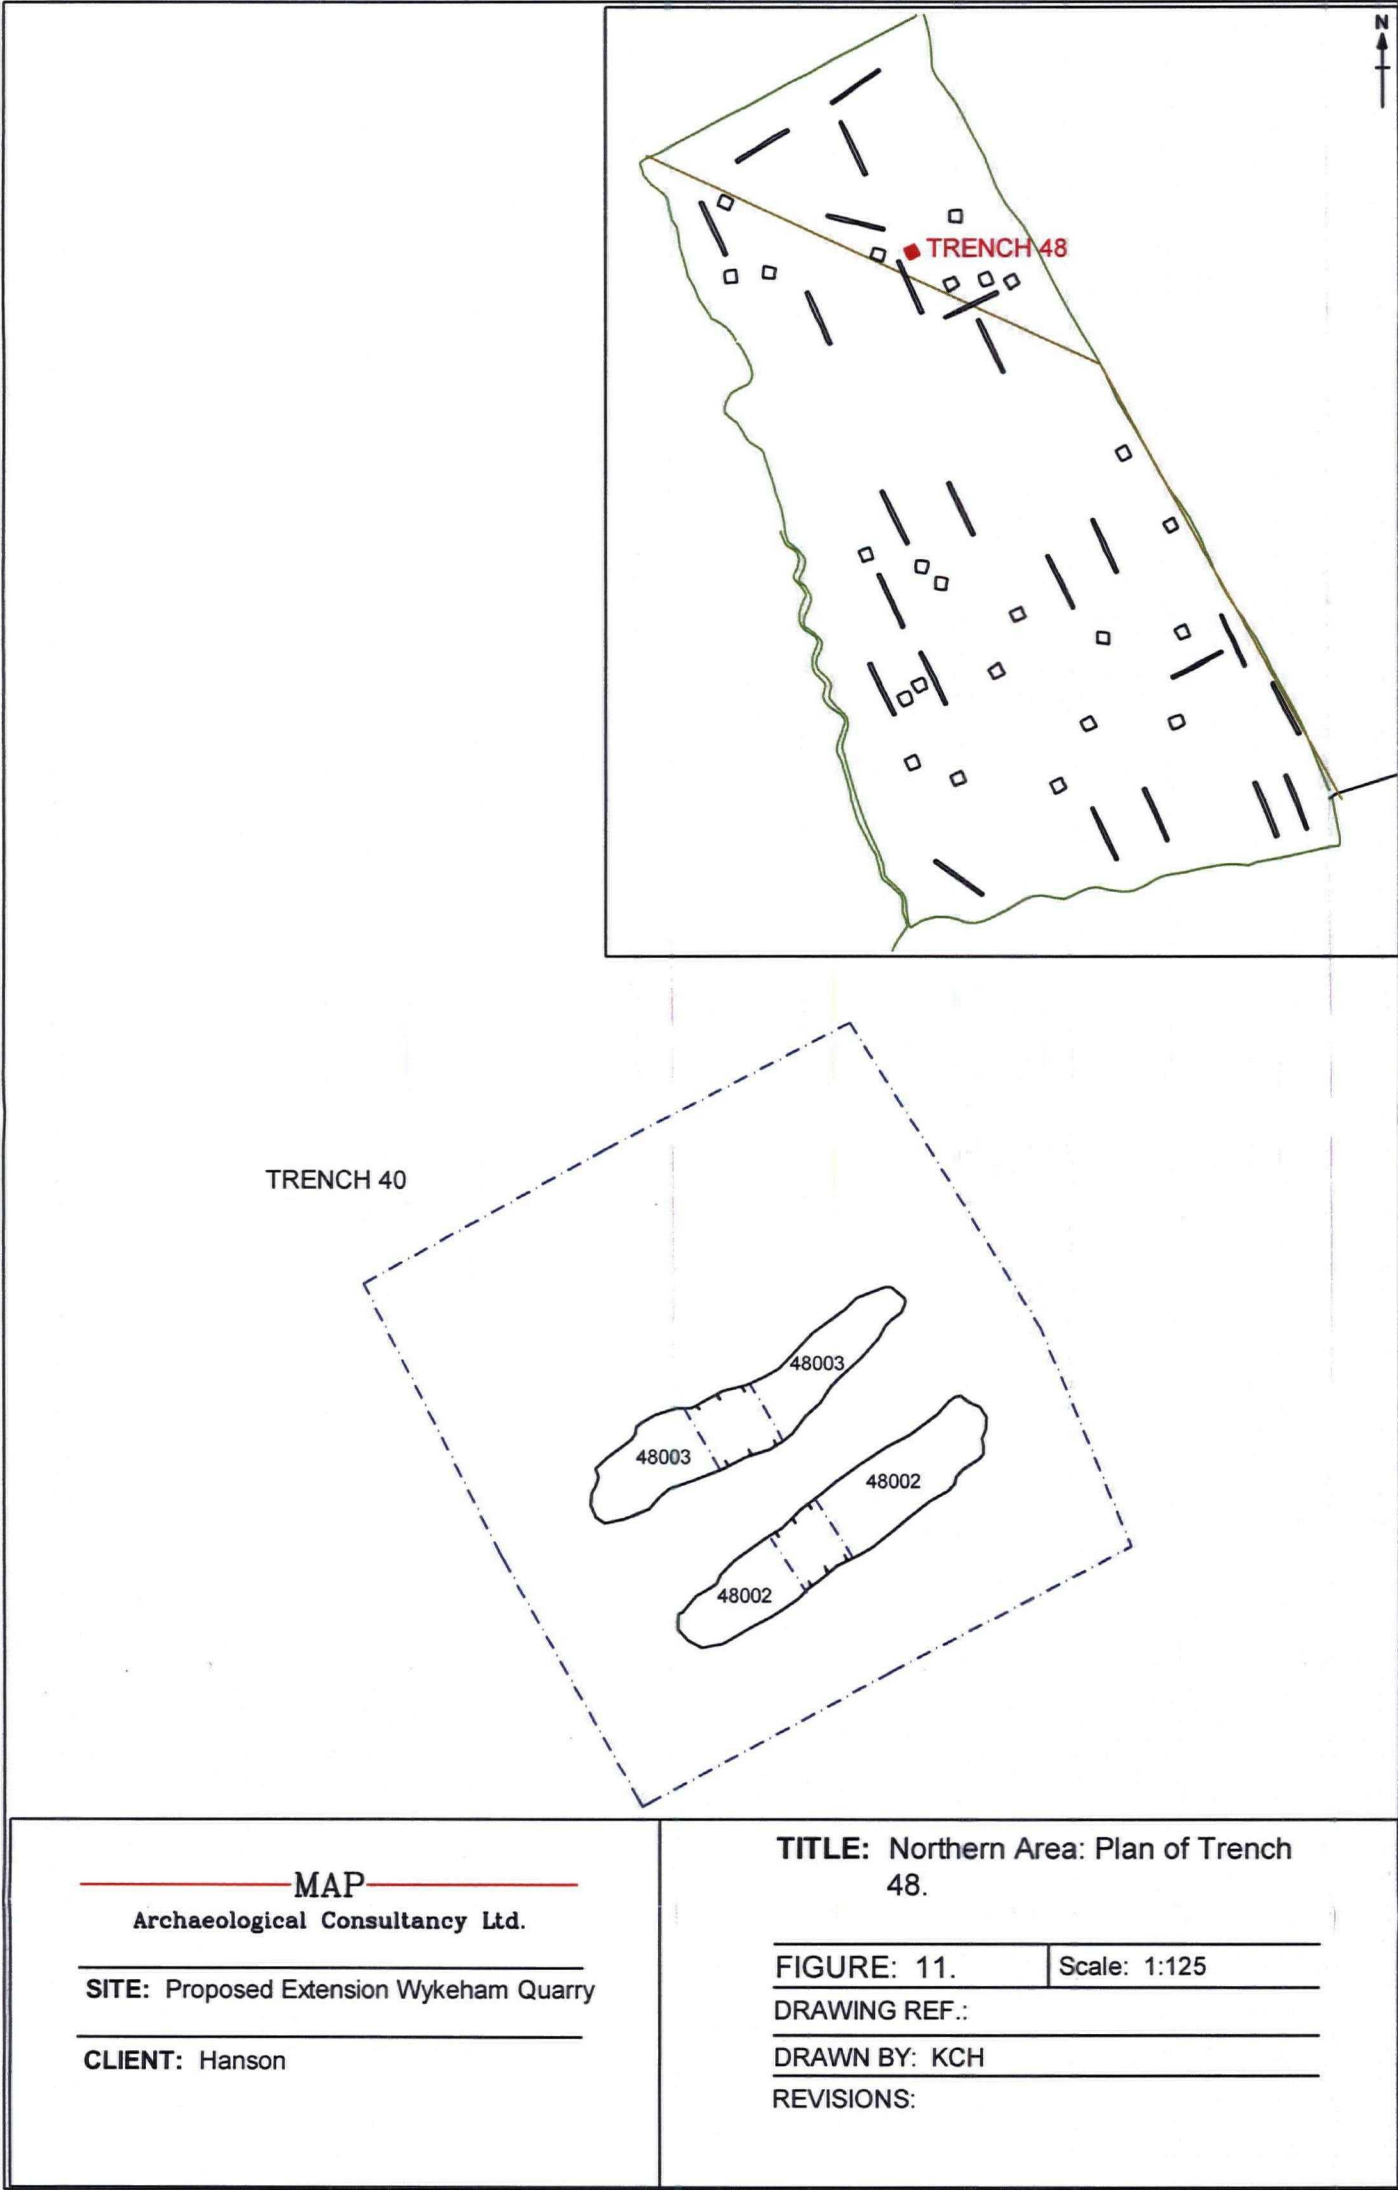 N
TRENCH 48
TRENCH 40
48003
48003
48002
48002
MAP
Archaeological Consultancy Ltd.
SITE: Proposed Extension Wykeham Quarry
CLIENT: Hanson
TITLE: Northern Area: Plan of Trench
48.
FIGURE: 11.
Scale: 1:125
DRAWING REF.:
DRAWN BY: KCH
REVISIONS: